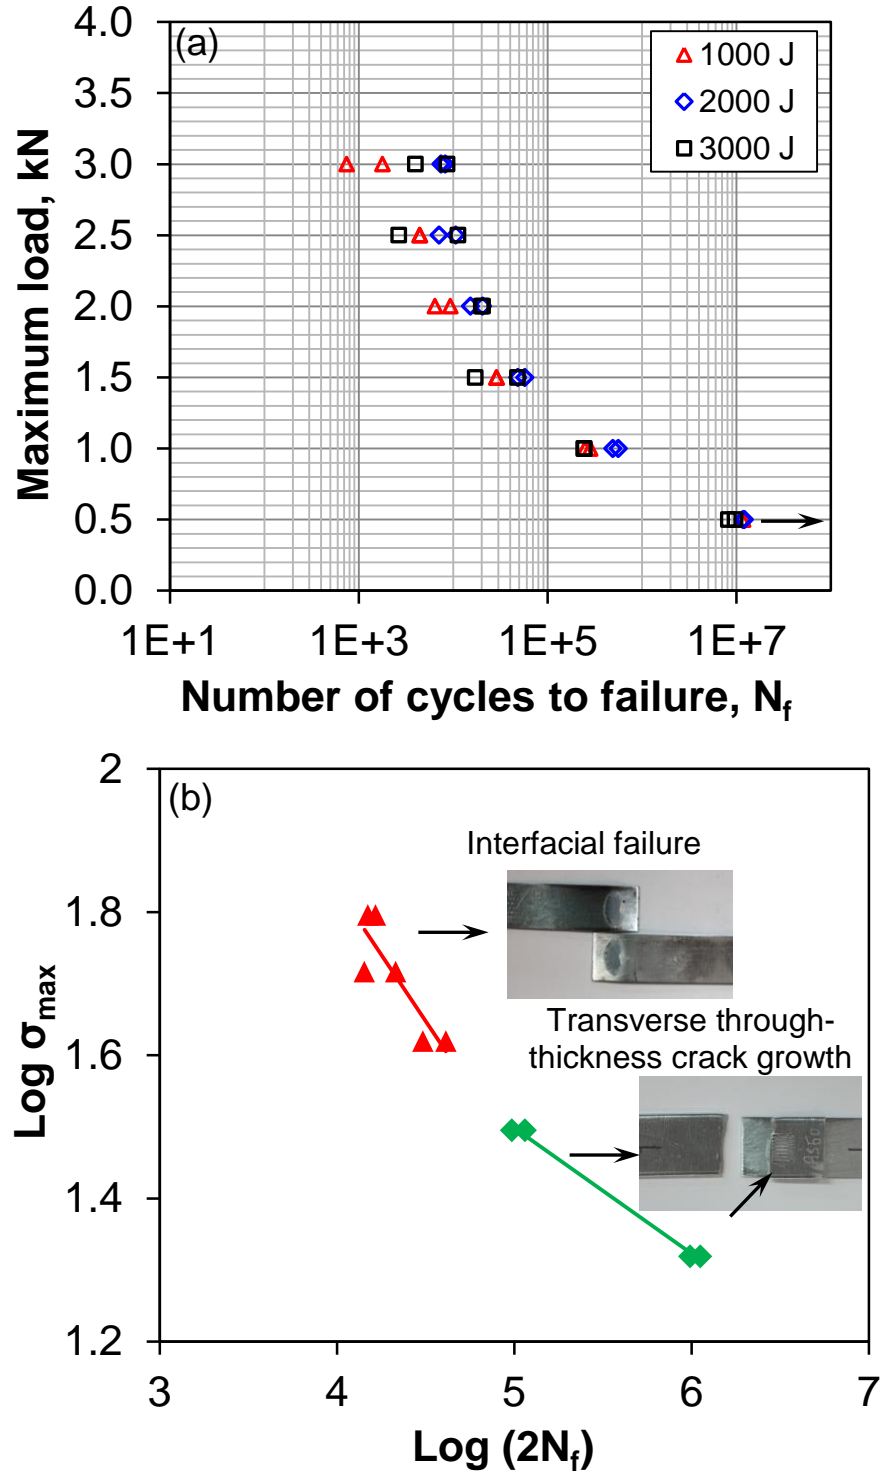 (a)
1000 J
2000 J
3000 J
4.0
3.5
3.0
2.5
2.0
1.5
1.0
0.5
0.0
Maximum load, kN
1E+1 1E+3 1E+5 1E+7
Number of cycles to failure, Nf
(b)
2
1.8
1.6
1.4
1.2
Log σmax
Interfacial failure
Transverse through-
thickness crack growth
3 4 5 6 7
Log (2Nf)